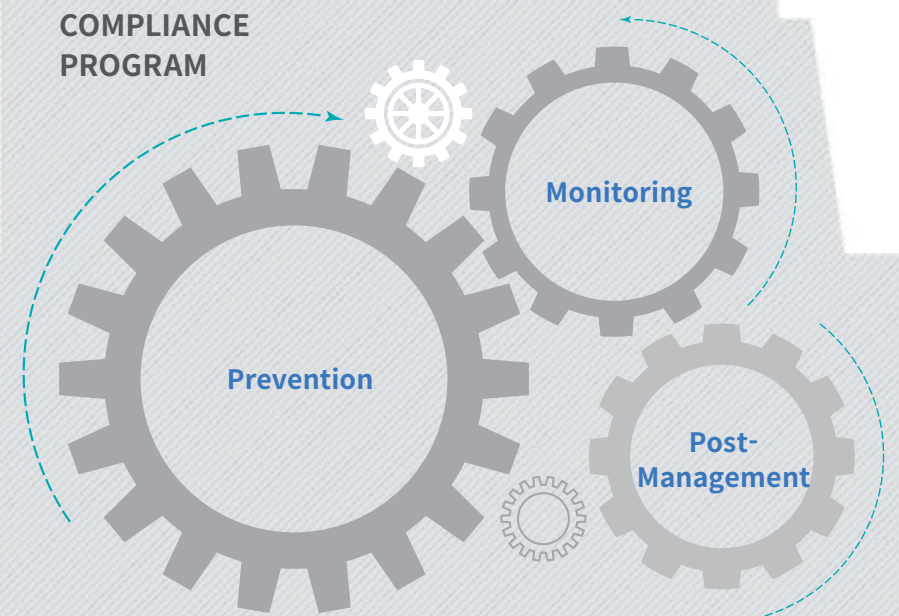 COMPLIANCE
PROGRAM
Monitoring
Prevention
Post-
Management